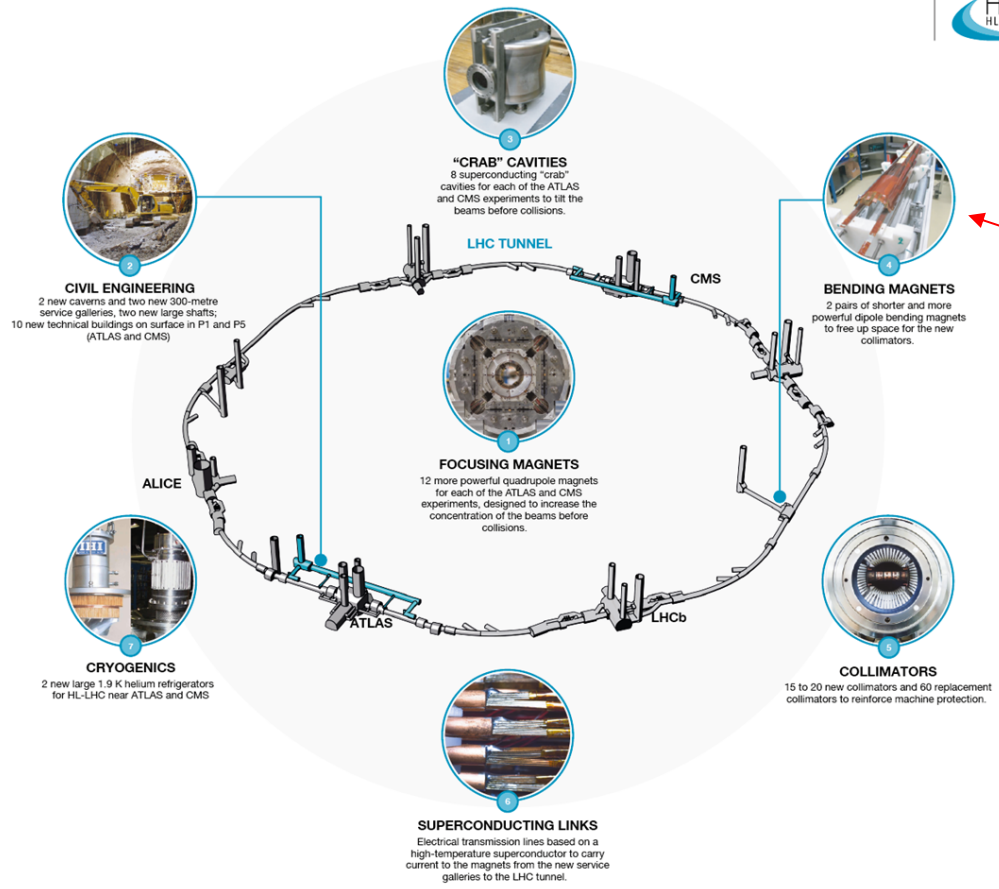 H
HL
3
"CRAB" CAVITIES
8 superconducting "crab"
cavities for each of the ATLAS
and CMS experiments to tilt the
beams before collisions.
2
CIVIL ENGINEERING
2 new caverns and two new 300-metre
service galleries, two new large shafts;
10 new technical buildings on surface in P1 and P5
(ATLAS and CMS)
4
BENDING MAGNETS
2 pairs of shorter and more
powerful dipole bending magnets
to free up space for the new
collimators.
LHC TUNNEL
CMS
1
FOCUSING MAGNETS
12 more powerful quadrupole magnets
for each of the ATLAS and CMS
experiments, designed to increase the
concentration of the beams before
collisions.
ALICE
ATLAS
LHCb
7
CRYOGENICS
2 new large 1.9 K helium refrigerators
for HL-LHC near ATLAS and CMS
5
COLLIMATORS
15 to 20 new collimators and 60 replacement
collimators to reinforce machine protection.
6
SUPERCONDUCTING LINKS
Electrical transmission lines based on a
high-temperature superconductor to carry
current to the magnets from the new service
galleries to the LHC tunnel.